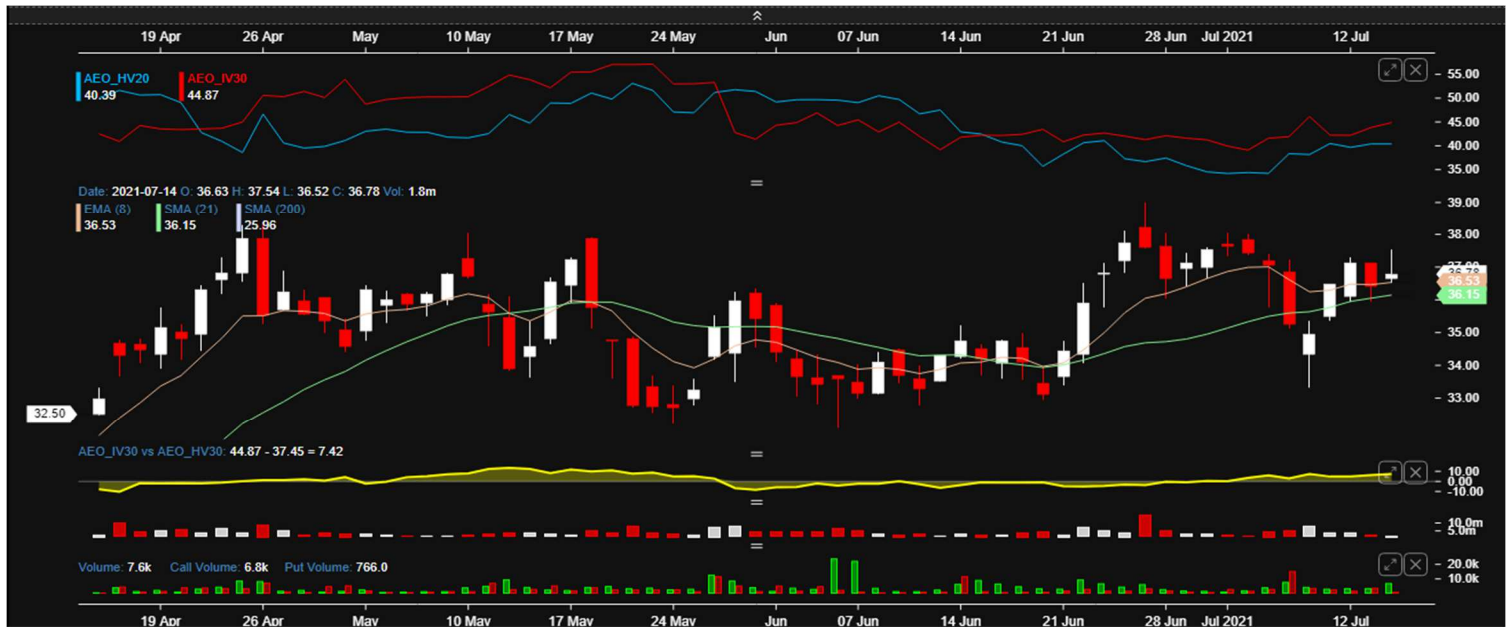 19 Apr 26 Apr May 10 May 17 May 24 May Jun 07 Jun 14 Jun 21 Jun 28 Jun Jul 2021 12 Jul
AEO_HV20 AEO_IV30
40.39 44.87
55.00
50.00
45.00
40.00
35.00
Date: 2021-07-14 O: 36.63 H: 37.54 L: 36.52 C: 36.78 Vol: 1.8m
EMA (8) SMA (21) SMA (200)
36.53 36.15 25.96
39.00
38.00
37.00
36.78
36.53
36.15
35.00
34.00
33.00
32.50
AEO_IV30 vs AEO_HV30: 44.87 - 37.45 = 7.42
10.00
0.00
-10.00
10.0m
5.0m
Volume: 7.6k Call Volume: 6.8k Put Volume: 766.0
20.0k
10.0k
19 Apr 26 Apr May 10 May 17 May 24 May Jun 07 Jun 14 Jun 21 Jun 28 Jun Jul 2021 12 Jul